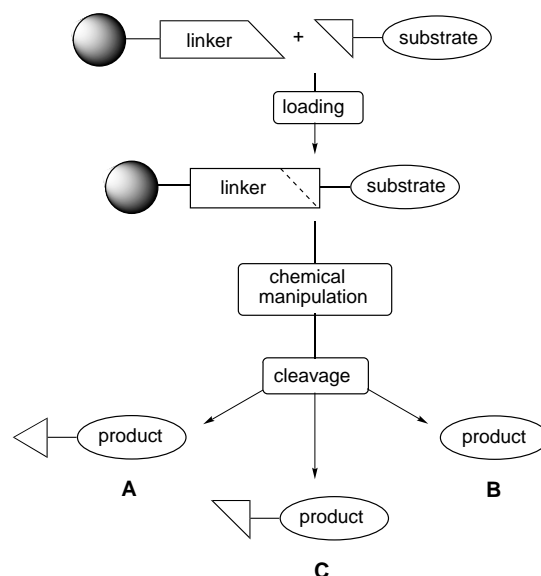 linker + substrate
loading
linker substrate
chemical
manipulation
cleavage
product product
A B
product
C